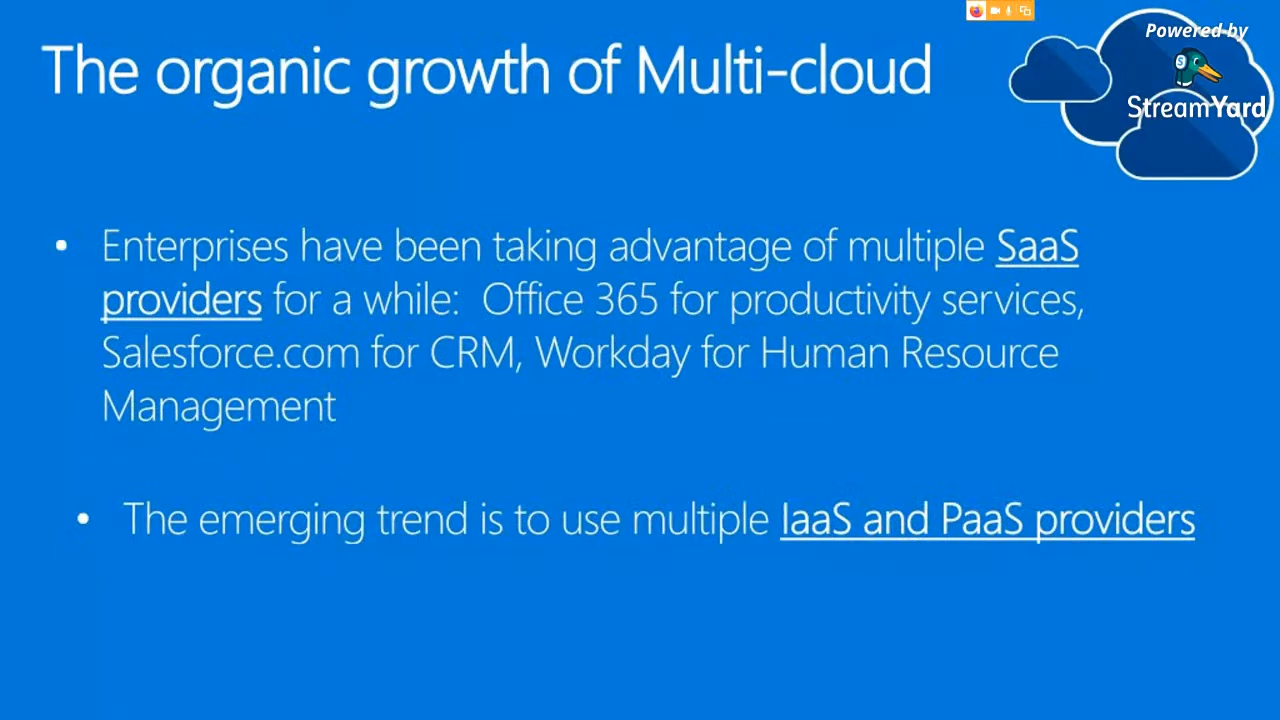 The organic growth of Multi-cloud
Powered by
StreamYard
• Enterprises have been taking advantage of multiple SaaS
providers for a while:  Office 365 for productivity services,
Salesforce.com for CRM, Workday for Human Resource
Management
• The emerging trend is to use multiple IaaS and PaaS providers